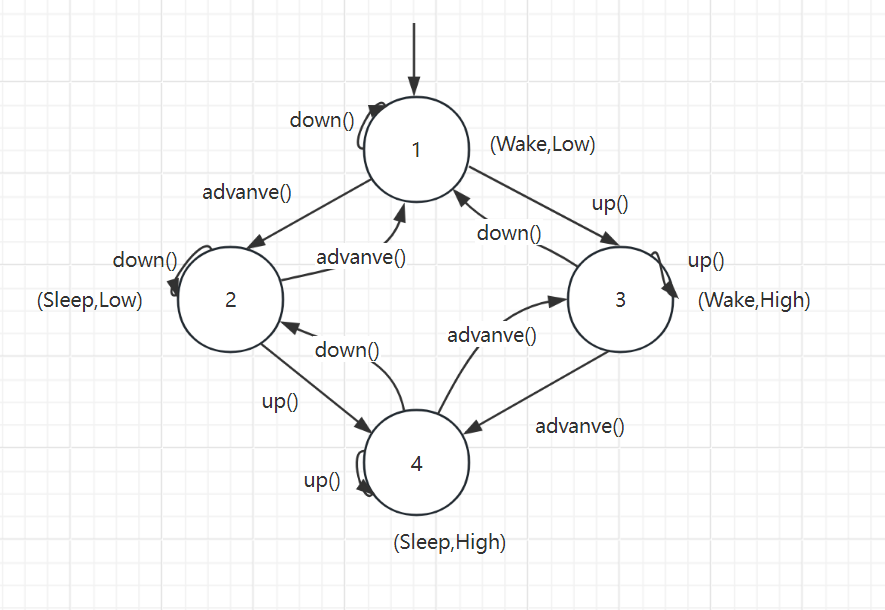 down()
1
(Wake,Low)
advanve()
up()
down()
advanve()
down()
up()
(Sleep,Low)
2
3
(Wake,High)
advanve()
down()
up()
advanve()
4
up()
(Sleep,High)